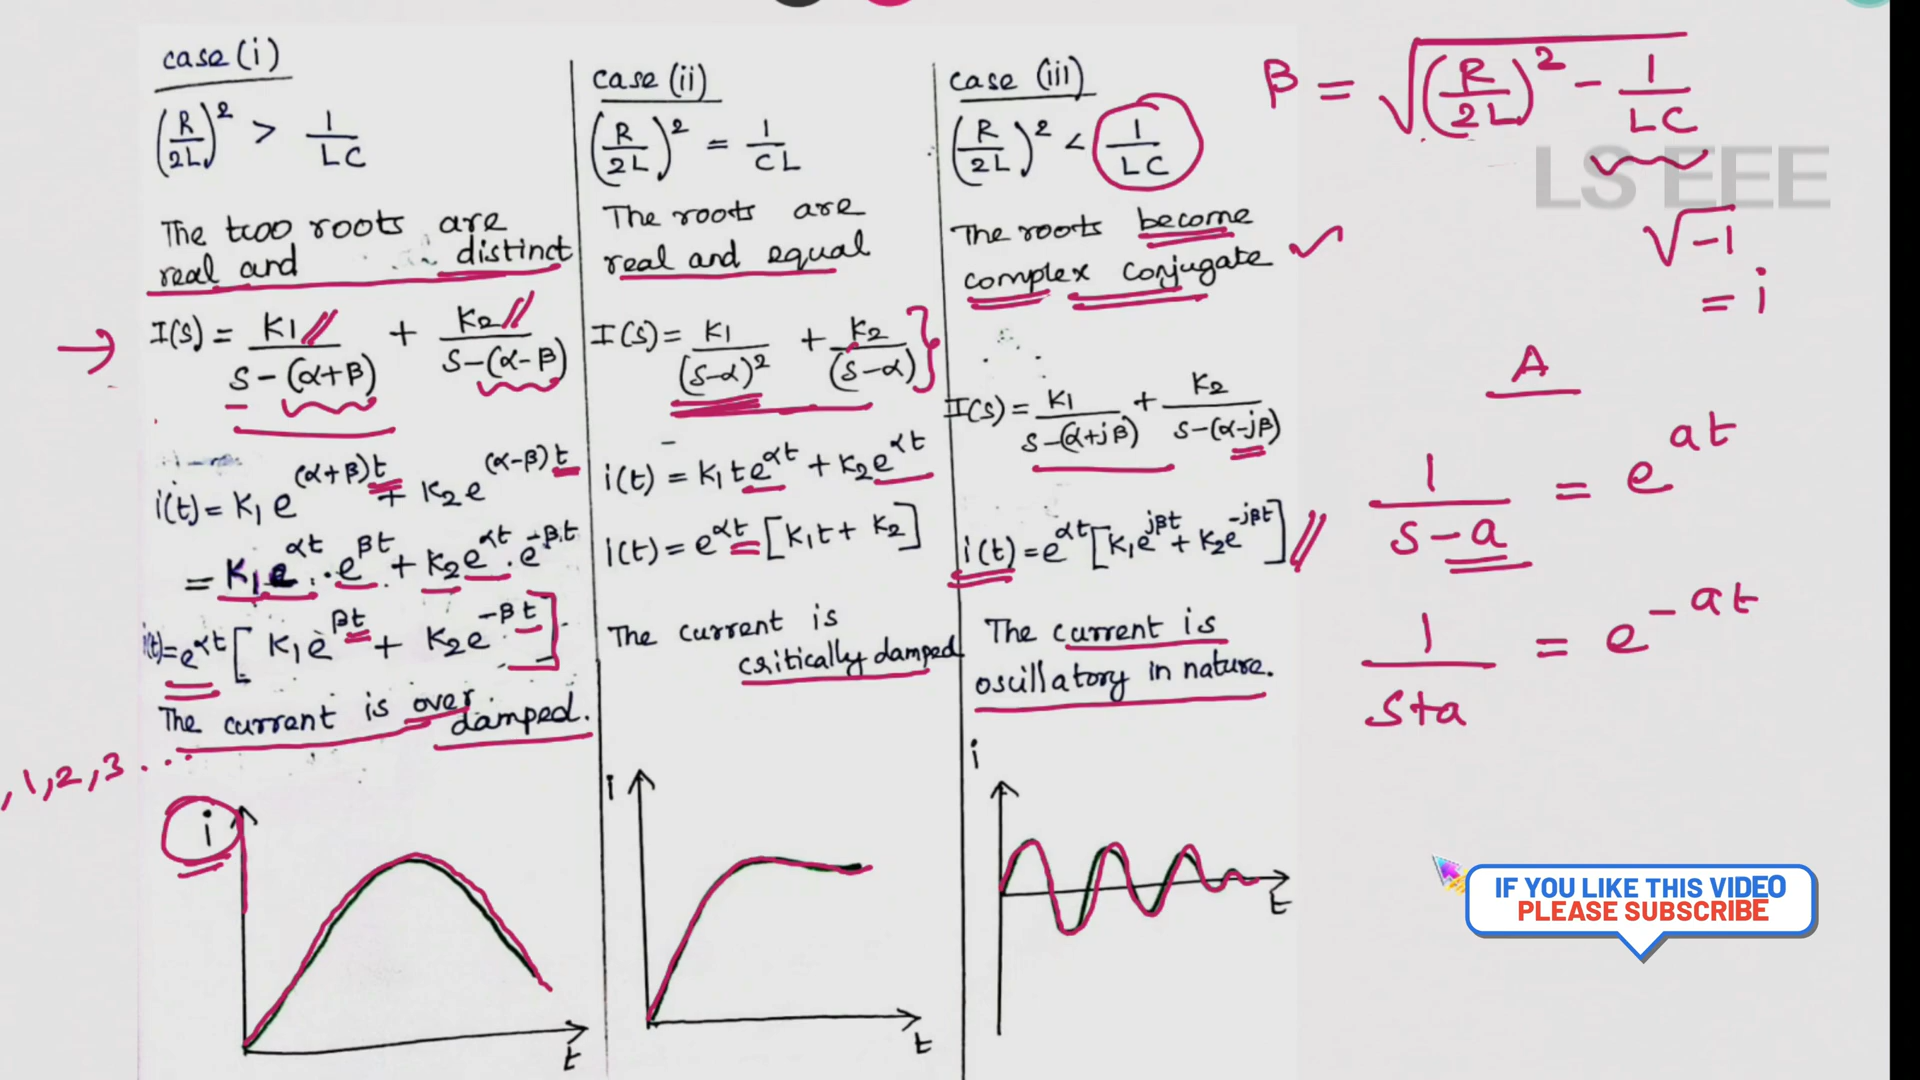 case (i)
(R/2L)² > 1/LC
The two roots are
real and distinct
I(s) = K1/(s-(α+β)) + K2/(s-(α-β))
i(t) = K1 e^(α+β)t + K2 e^(α-β)t
= K1 e^αt . e^βt + K2 e^αt . e^-βt
i(t) = e^αt [ K1 e^βt + K2 e^-βt ]
The current is over
damped.
, 1, 2, 3 ...
i
t
case (ii)
(R/2L)² = 1/CL
The roots are
real and equal
I(s) = K1/(s-α)² + K2/(s-α) }
i(t) = K1 t e^αt + K2 e^αt
i(t) = e^αt [K1 t + K2]
The current is
critically damped
i
t
case (iii)
(R/2L)² < 1/LC
The roots become
complex conjugate
I(s) = K1/(s-(α+jβ)) + K2/(s-(α-jβ))
i(t) = e^αt [K1 e^jβt + K2 e^-jβt]
The current is
oscillatory in nature.
i
t
β = √((R/2L)² - 1/LC)
LS EEE
√-1
= i
A
1/(s-a) = e^at
1/(s+a) = e^-at
IF YOU LIKE THIS VIDEO
PLEASE SUBSCRIBE